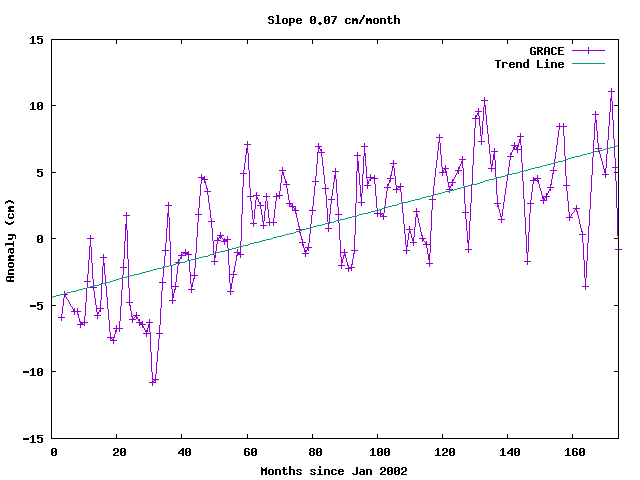 Slope 0.07 cm/month
GRACE
Trend Line
15
10
5
0
-5
-10
-15
Anomaly (cm)
0 20 40 60 80 100 120 140 160
Months since Jan 2002